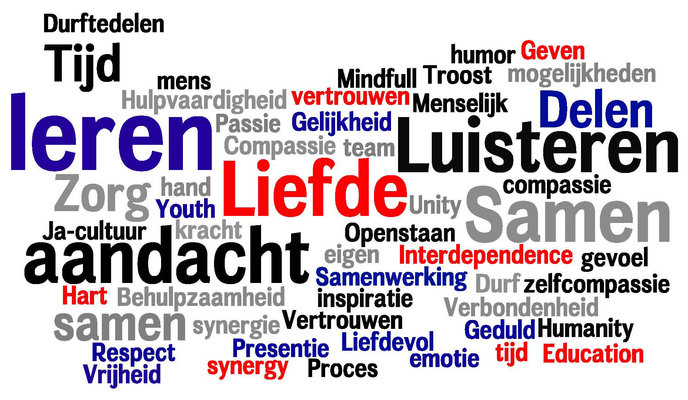 Durftedelen
Tijd mens Mindfull Troost humor Geven mogelijkheden
Hulpvaardigheid vertrouwen Menselijk Delen
leren Passie Gelijkheid Luisteren
Compassie team
Zorg hand Liefde Unity compassie Samen
Youth
Ja-cultuur kracht Openstaan
aandacht eigen Interdependence gevoel
Samenwerking Durf zelfcompassie
Hart Behulpzaamheid inspiratie Verbondenheid
samen synergie Vertrouwen Geduld Humanity
Respect Presentie Liefdevol emotie tijd Education
Vrijheid synergy Proces